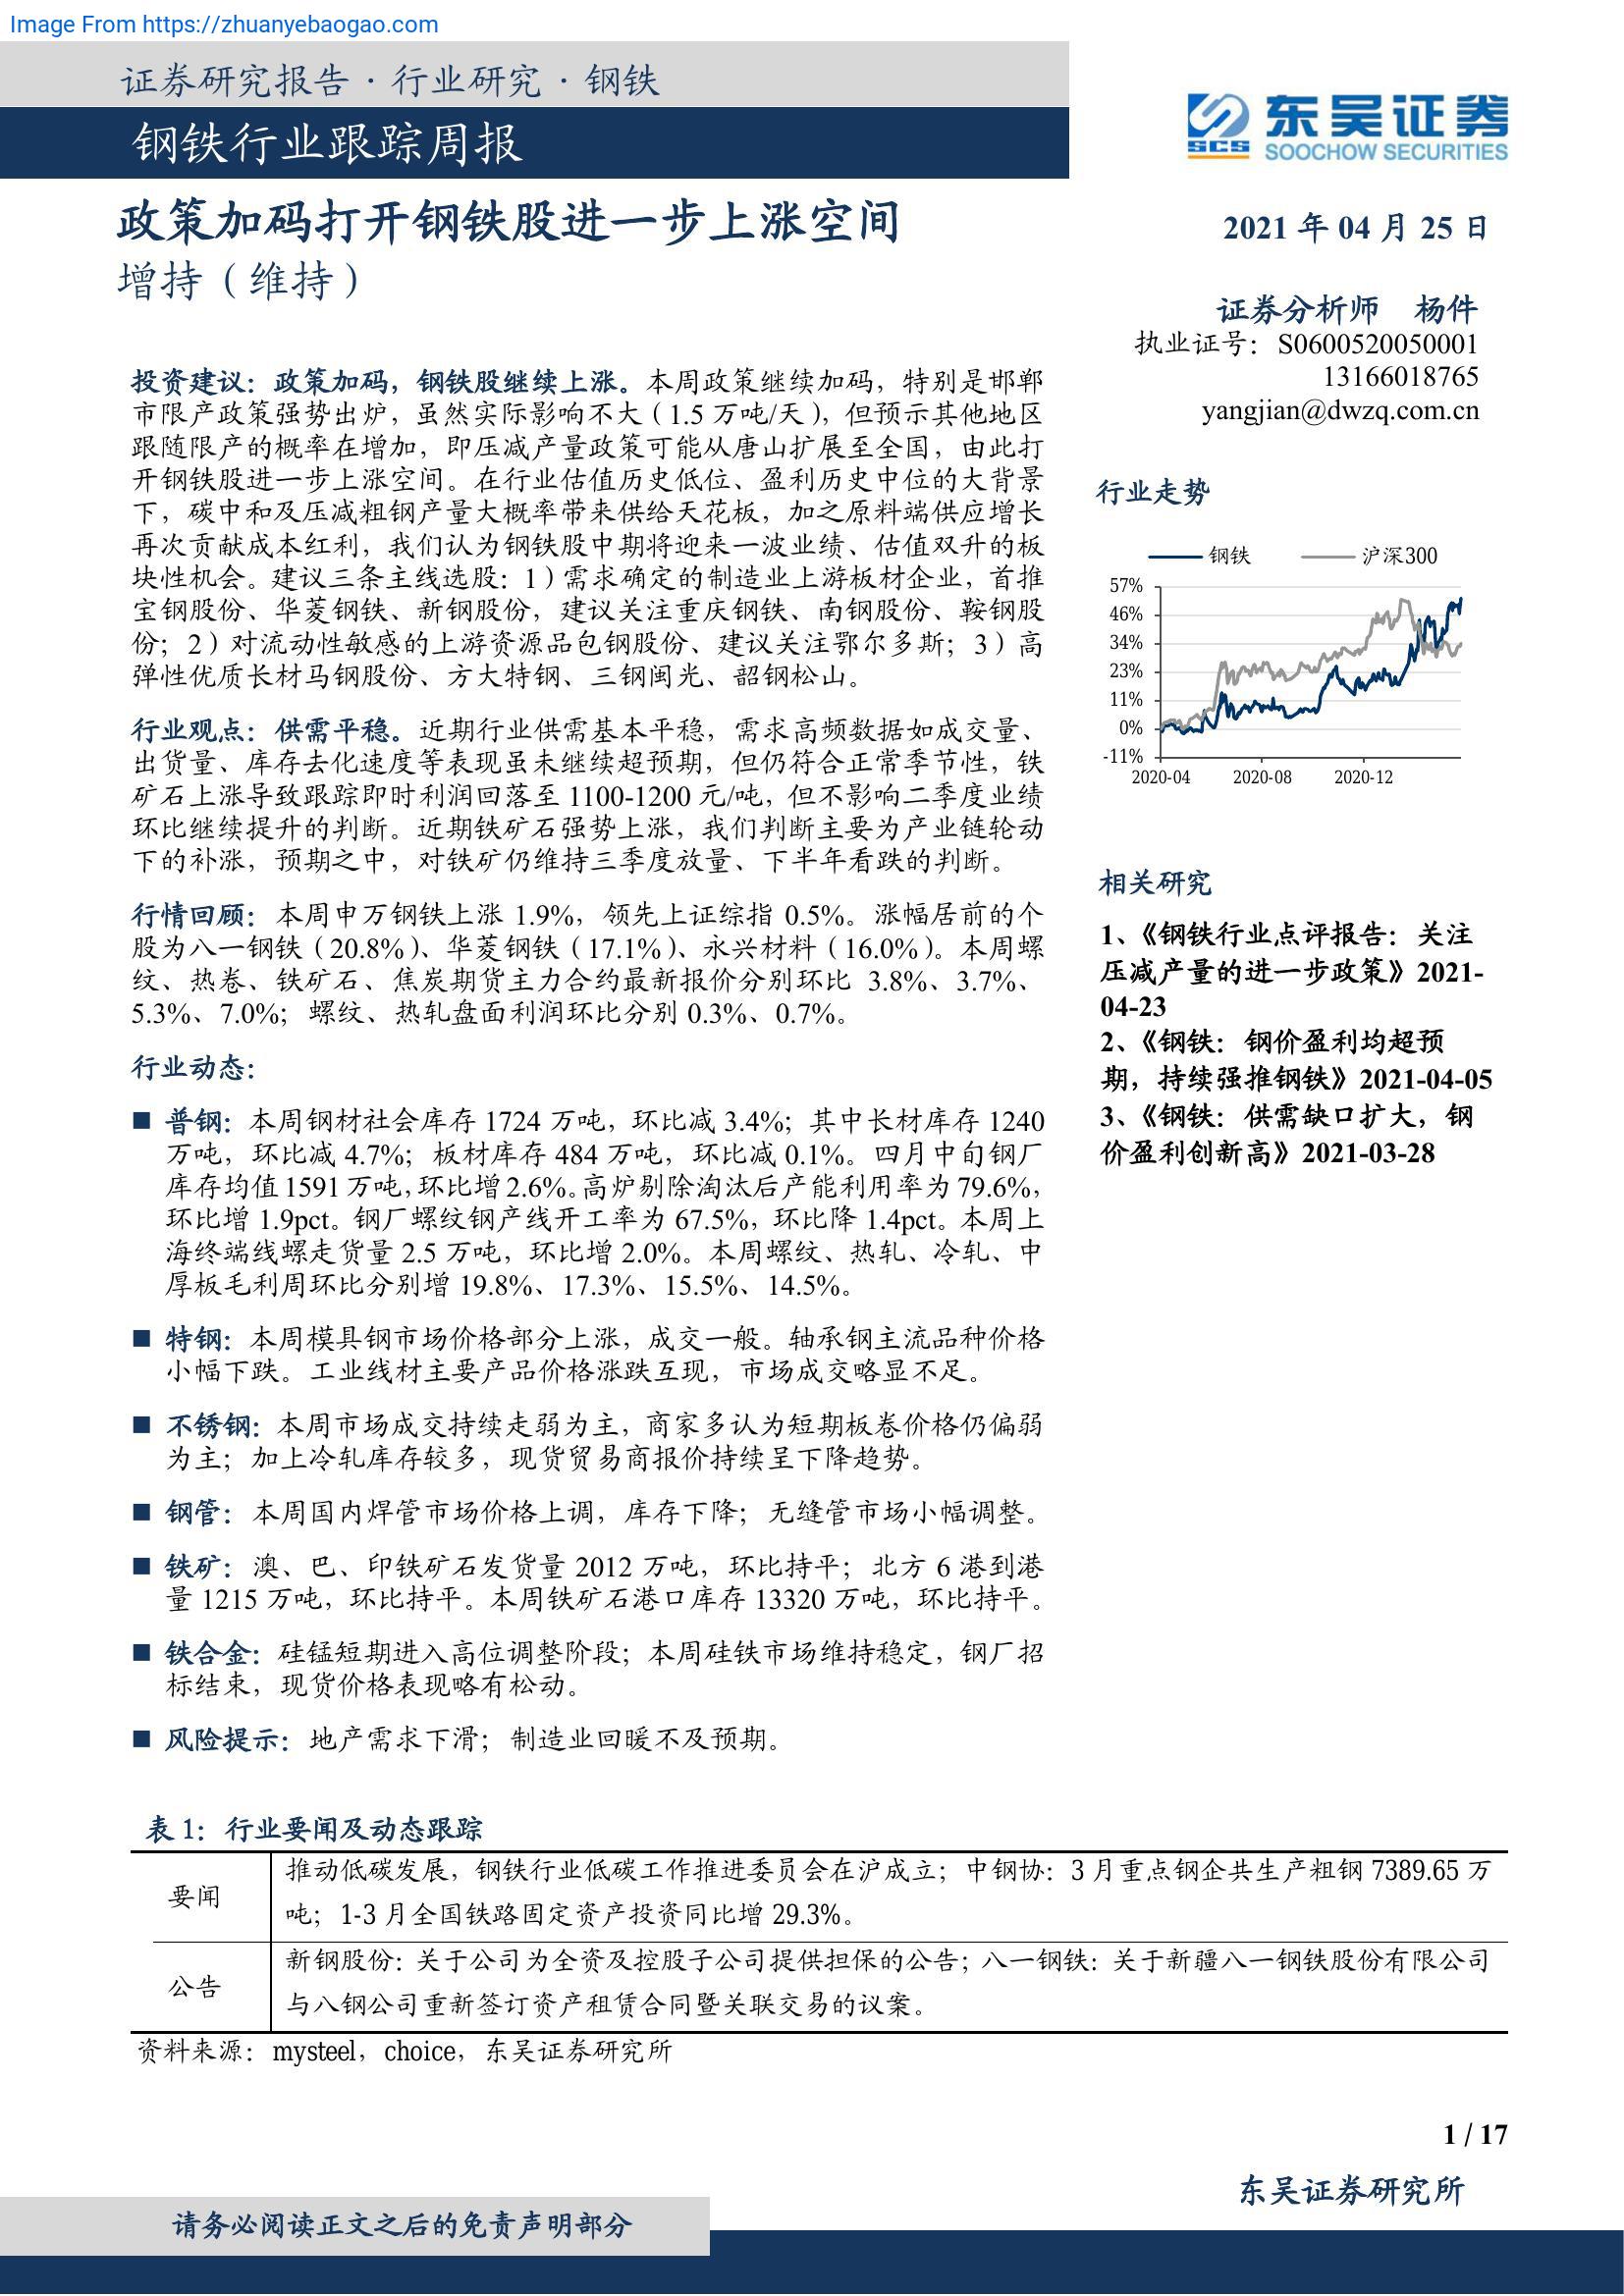 Image From https://zhuanyebaogao.com
证券研究报告·行业研究·钢铁
钢铁行业跟踪周报
SCS
东吴证券
SOOCHOW SECURITIES
政策加码打开钢铁股进一步上涨空间
增持（维持）
投资建议：政策加码，钢铁股继续上涨。本周政策继续加码，特别是邯郸
市限产政策强势出炉，虽然实际影响不大（1.5 万吨/天），但预示其他地区
跟随限产的概率在增加，即压减产量政策可能从唐山扩展至全国，由此打
开钢铁股进一步上涨空间。在行业估值历史低位、盈利历史中位的大背景
下，碳中和及压减粗钢产量大概率带来供给天花板，加之原料端供应增长
再次贡献成本红利，我们认为钢铁股中期将迎来一波业绩、估值双升的板
块性机会。建议三条主线选股：1）需求确定的制造业上游板材企业，首推
宝钢股份、华菱钢铁、新钢股份，建议关注重庆钢铁、南钢股份、鞍钢股
份；2）对流动性敏感的上游资源品包钢股份、建议关注鄂尔多斯；3）高
弹性优质长材马钢股份、方大特钢、三钢闽光、韶钢松山。
行业观点：供需平稳。近期行业供需基本平稳，需求高频数据如成交量、
出货量、库存去化速度等表现虽未继续超预期，但仍符合正常季节性，铁
矿石上涨导致跟踪即时利润回落至 1100-1200 元/吨，但不影响二季度业绩
环比继续提升的判断。近期铁矿石强势上涨，我们判断主要为产业链轮动
下的补涨，预期之中，对铁矿仍维持三季度放量、下半年看跌的判断。
行情回顾：本周申万钢铁上涨 1.9%，领先上证综指 0.5%。涨幅居前的个
股为八一钢铁（20.8%）、华菱钢铁（17.1%）、永兴材料（16.0%）。本周螺
纹、热卷、铁矿石、焦炭期货主力合约最新报价分别环比 3.8%、3.7%、
5.3%、7.0%；螺纹、热轧盘面利润环比分别 0.3%、0.7%。
行业动态：
■ 普钢：本周钢材社会库存 1724 万吨，环比减 3.4%；其中长材库存 1240
万吨，环比减 4.7%；板材库存 484 万吨，环比减 0.1%。四月中旬钢厂
库存均值 1591 万吨，环比增 2.6%。高炉剔除淘汰后产能利用率为 79.6%，
环比增 1.9pct。钢厂螺纹钢产线开工率为 67.5%，环比降 1.4pct。本周上
海终端线螺走货量 2.5 万吨，环比增 2.0%。本周螺纹、热轧、冷轧、中
厚板毛利周环比分别增 19.8%、17.3%、15.5%、14.5%。
■ 特钢：本周模具钢市场价格部分上涨，成交一般。轴承钢主流品种价格
小幅下跌。工业线材主要产品价格涨跌互现，市场成交略显不足。
■ 不锈钢：本周市场成交持续走弱为主，商家多认为短期板卷价格仍偏弱
为主；加上冷轧库存较多，现货贸易商报价持续呈下降趋势。
■ 钢管：本周国内焊管市场价格上调，库存下降；无缝管市场小幅调整。
■ 铁矿：澳、巴、印铁矿石发货量 2012 万吨，环比持平；北方 6 港到港
量 1215 万吨，环比持平。本周铁矿石港口库存 13320 万吨，环比持平。
■ 铁合金：硅锰短期进入高位调整阶段；本周硅铁市场维持稳定，钢厂招
标结束，现货价格表现略有松动。
■ 风险提示：地产需求下滑；制造业回暖不及预期。
2021 年 04 月 25 日
证券分析师 杨件
执业证号：S0600520050001
13166018765
yangjian@dwzq.com.cn
行业走势
钢铁 沪深300
57%
46%
34%
23%
11%
0%
-11%
2020-04 2020-08 2020-12
相关研究
1、《钢铁行业点评报告：关注
压减产量的进一步政策》2021-
04-23
2、《钢铁：钢价盈利均超预
期，持续强推钢铁》2021-04-05
3、《钢铁：供需缺口扩大，钢
价盈利创新高》2021-03-28
表 1：行业要闻及动态跟踪
要闻
推动低碳发展，钢铁行业低碳工作推进委员会在沪成立；中钢协：3 月重点钢企共生产粗钢 7389.65 万
吨；1-3 月全国铁路固定资产投资同比增 29.3%。
公告
新钢股份：关于公司为全资及控股子公司提供担保的公告；八一钢铁：关于新疆八一钢铁股份有限公司
与八钢公司重新签订资产租赁合同暨关联交易的议案。
资料来源：mysteel，choice，东吴证券研究所
1 / 17
东吴证券研究所
请务必阅读正文之后的免责声明部分